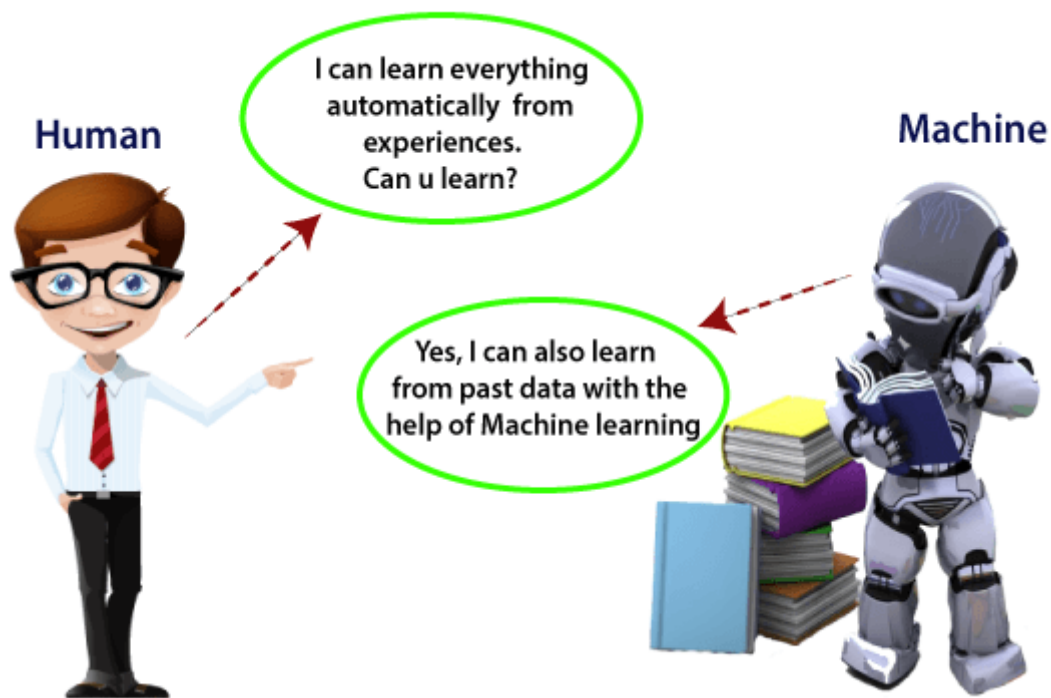 Human
I can learn everything
automatically from
experiences.
Can u learn?
Machine
Yes, I can also learn
from past data with the
help of Machine learning